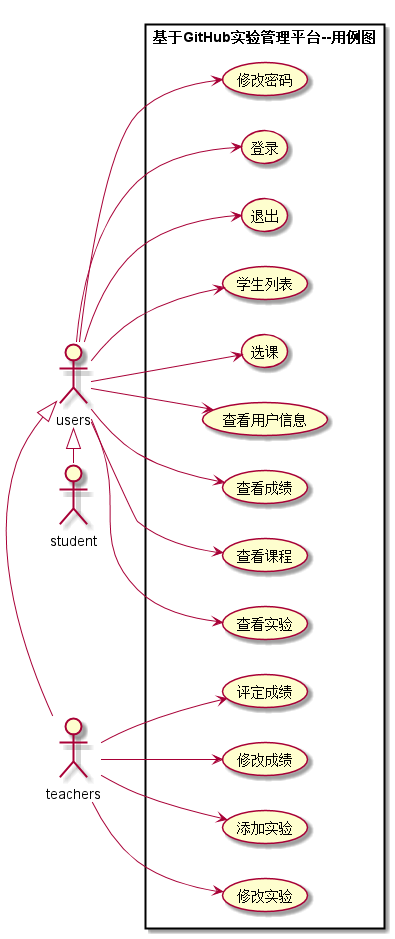 基于GitHub实验管理平台--用例图
修改密码
登录
退出
学生列表
选课
users
查看用户信息
查看成绩
student
查看课程
查看实验
评定成绩
修改成绩
teachers
添加实验
修改实验